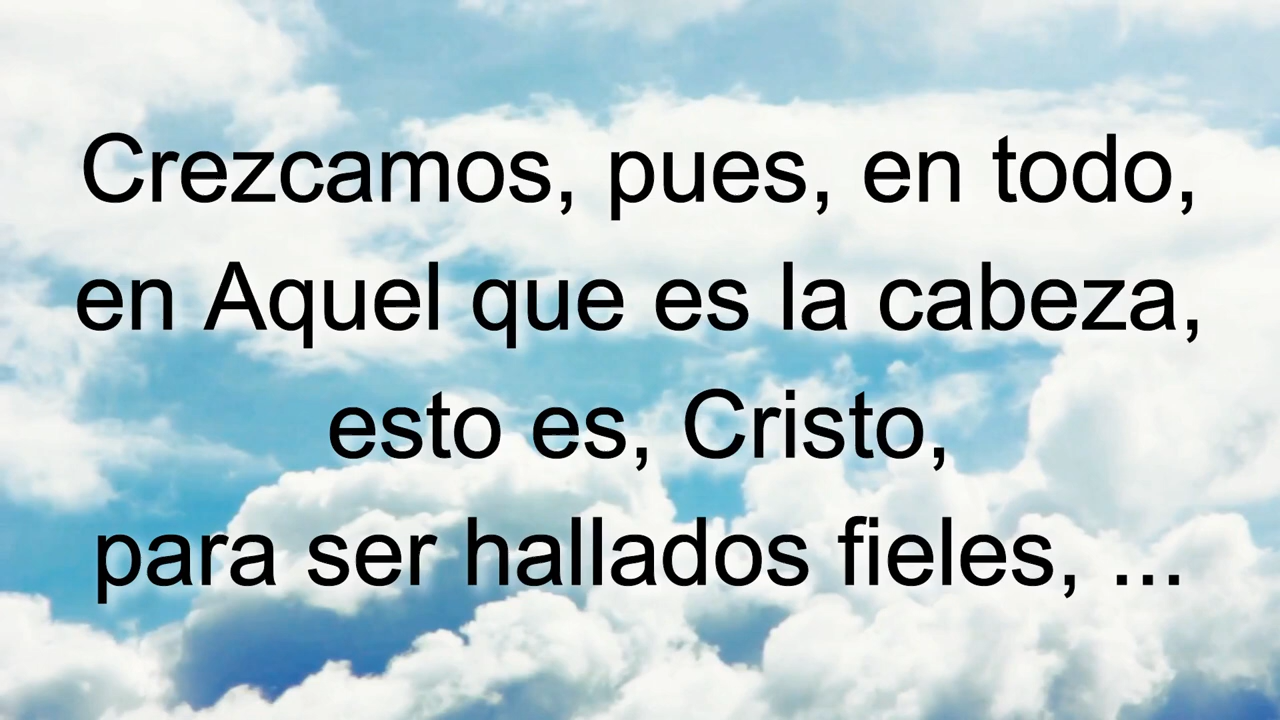 Crezcamos, pues, en todo,
en Aquel que es la cabeza,
esto es, Cristo,
para ser hallados fieles, ...